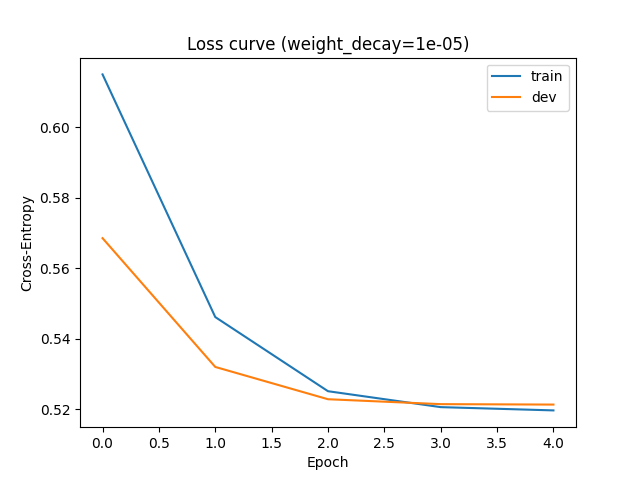 Loss curve (weight_decay=1e-05)
train
dev
0.60
0.58
0.56
0.54
0.52
Cross-Entropy
0.0 0.5 1.0 1.5 2.0 2.5 3.0 3.5 4.0
Epoch